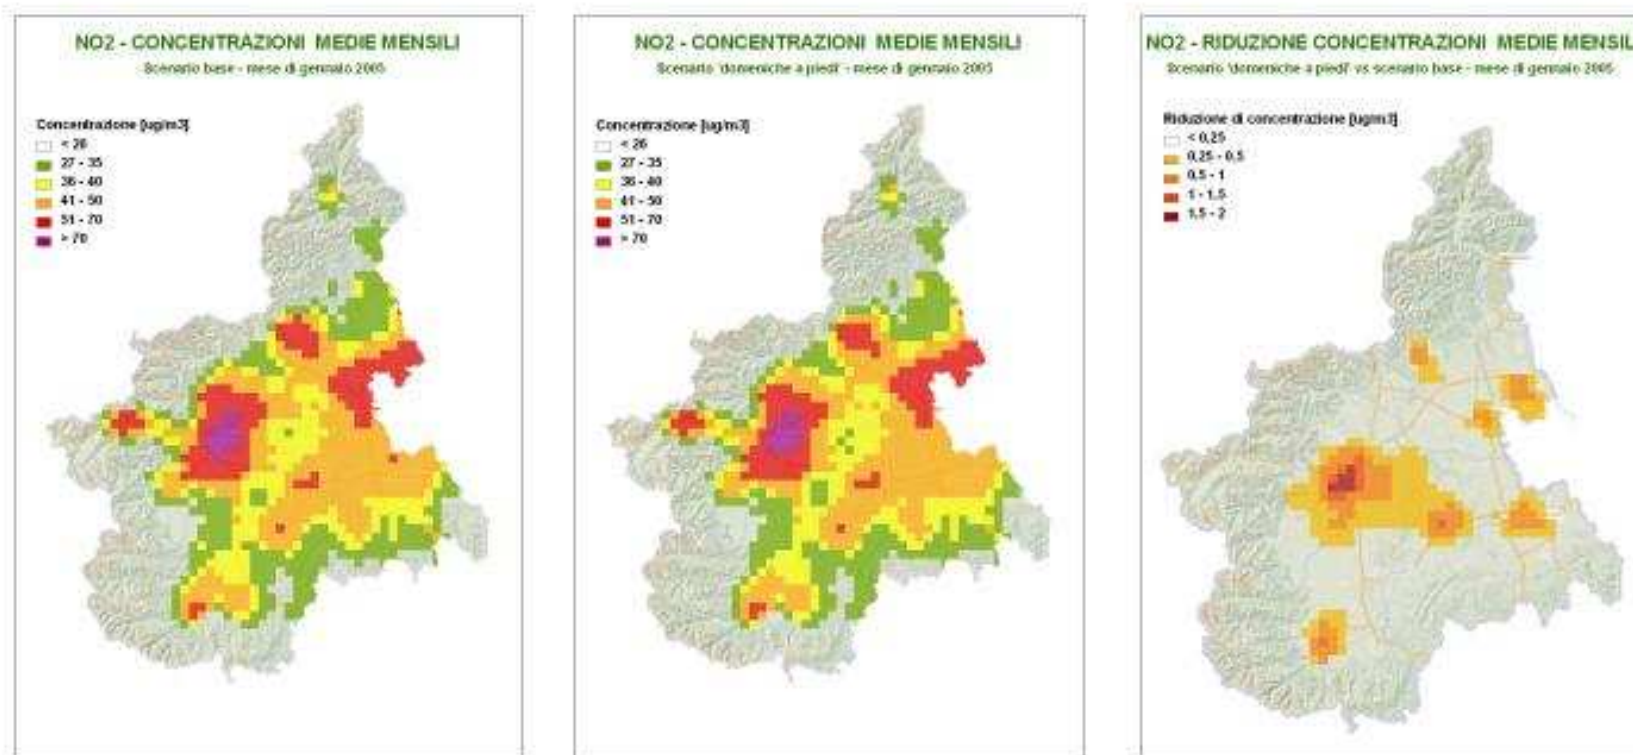 NO2 - CONCENTRAZIONI MEDIE MENSILI
Scenario base - mese di gennaio 2005
Concentrazione [ug/m3]
< 26
27 - 35
36 - 40
41 - 50
51 - 70
> 70
NO2 - CONCENTRAZIONI MEDIE MENSILI
Scenario 'domeniche a piedi' - mese di gennaio 2005
Concentrazione [ug/m3]
< 26
27 - 35
36 - 40
41 - 50
51 - 70
> 70
NO2 - RIDUZIONE CONCENTRAZIONI MEDIE MENSIL
Scenario 'domeniche a piedi' vs scenario base - mese di gennaio 2005
Riduzione di concentrazione [ug/m3]
< 0,25
0,25 - 0,5
0,5 - 1
1 - 1,5
1,5 - 2